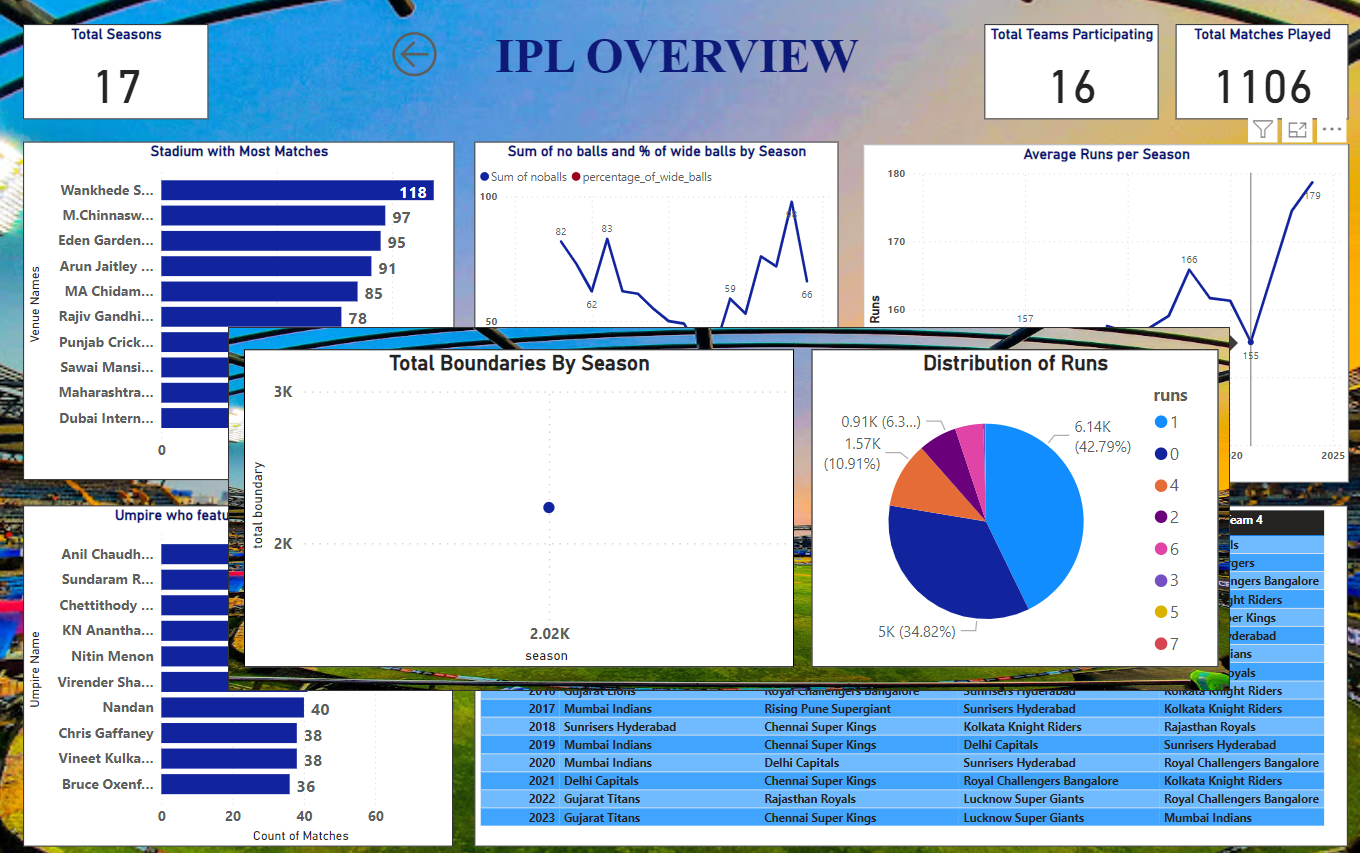 Total Seasons
17
IPL OVERVIEW
Total Teams Participating
16
Total Matches Played
1106
Stadium with Most Matches
Venue Names
Wankhede S... 118
M.Chinnasw... 97
Eden Garden... 95
Arun Jaitley ... 91
MA Chidam... 85
Rajiv Gandhi... 78
Punjab Crick...
Sawai Mansi...
Maharashtra...
Dubai Intern...
0
Sum of no balls and % of wide balls by Season
Sum of noballs percentage_of_wide_balls
100
50
82
62
83
59
66
Average Runs per Season
Runs
180
170
160
157
166
155
179
20
2025
Total Boundaries By Season
total boundary
3K
2K
2.02K
season
Distribution of Runs
0.91K (6.3...)
1.57K
(10.91%)
6.14K
(42.79%)
5K (34.82%)
runs
1
0
4
2
6
3
5
7
Umpire who featu
Umpire Name
Anil Chaudh...
Sundaram R...
Chettithody ...
KN Anantha...
Nitin Menon
Virender Sha...
Nandan 40
Chris Gaffaney 38
Vineet Kulka... 38
Bruce Oxenf... 36
0 20 40 60
Count of Matches
eam 4
ls
gers
ngers Bangalore
ght Riders
er Kings
yderabad
ians
oyals
2016 Gujarat Lions Royal Challengers Bangalore Sunrisers Hyderabad Kolkata Knight Riders
2017 Mumbai Indians Rising Pune Supergiant Sunrisers Hyderabad Kolkata Knight Riders
2018 Sunrisers Hyderabad Chennai Super Kings Kolkata Knight Riders Rajasthan Royals
2019 Mumbai Indians Chennai Super Kings Delhi Capitals Sunrisers Hyderabad
2020 Mumbai Indians Delhi Capitals Sunrisers Hyderabad Royal Challengers Bangalore
2021 Delhi Capitals Chennai Super Kings Royal Challengers Bangalore Kolkata Knight Riders
2022 Gujarat Titans Rajasthan Royals Lucknow Super Giants Royal Challengers Bangalore
2023 Gujarat Titans Chennai Super Kings Lucknow Super Giants Mumbai Indians